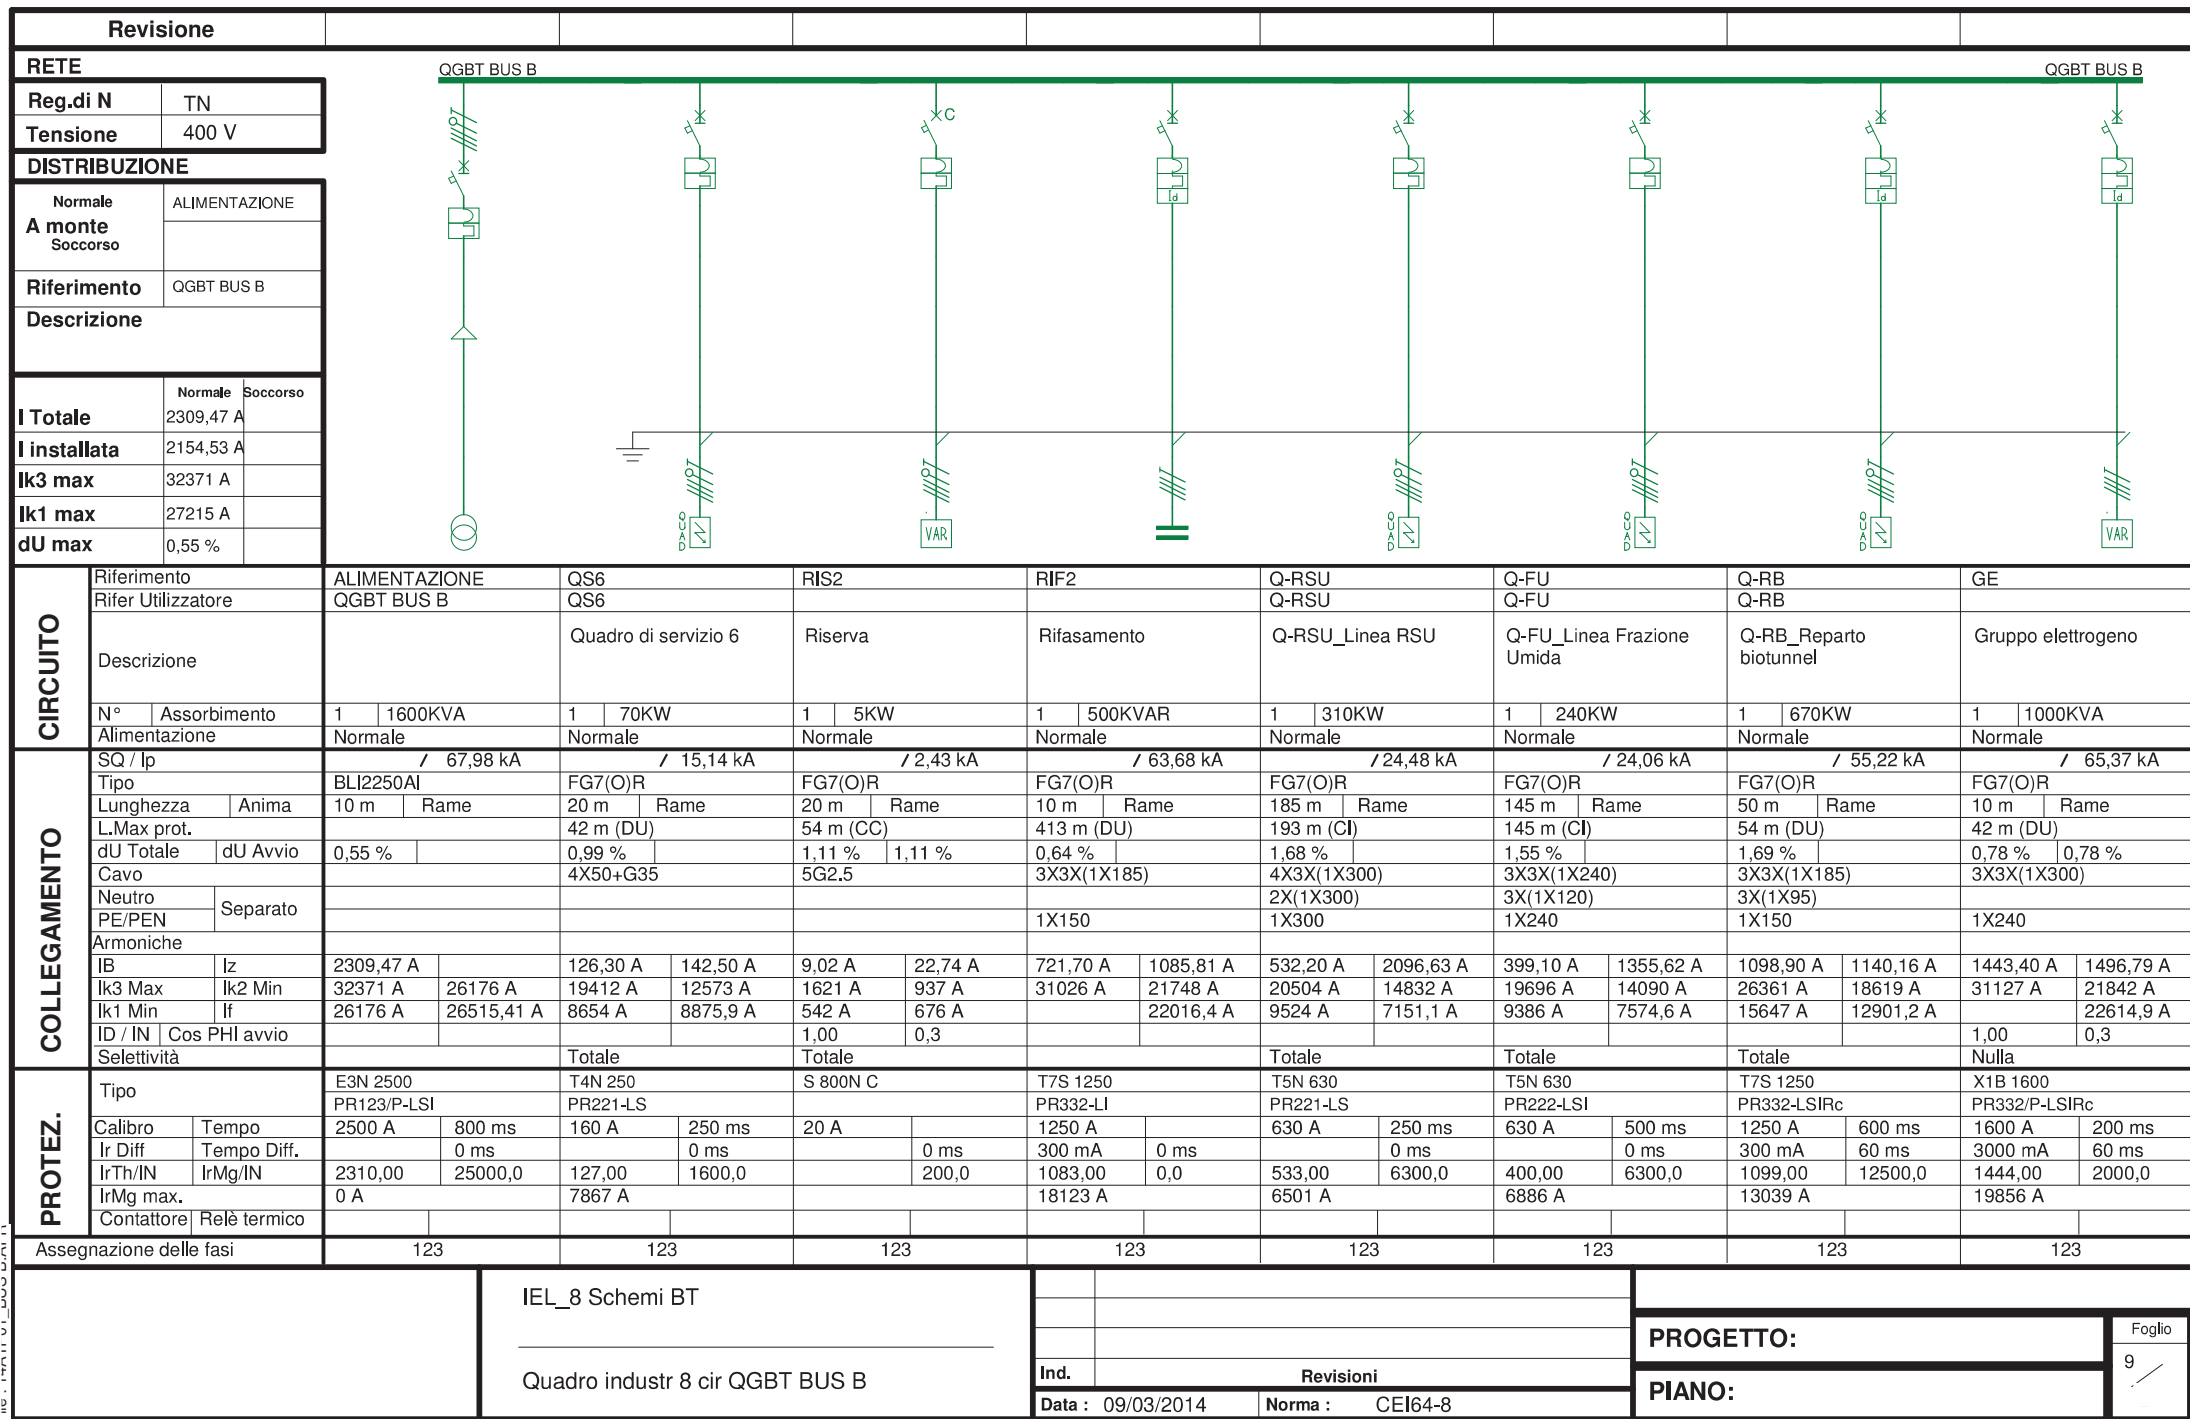 Revisione
RETE
Reg.di N TN
Tensione 400 V
DISTRIBUZIONE
Normale ALIMENTAZIONE
A monte
Soccorso
Riferimento QGBT BUS B
Descrizione
Normale Soccorso
I Totale 2309,47 A
I installata 2154,53 A
Ik3 max 32371 A
Ik1 max 27215 A
dU max 0,55 %
QGBT BUS B QGBT BUS B
C
Id Id Id
QUAD VAR QUAD QUAD QUAD VAR
CIRCUITO
Riferimento ALIMENTAZIONE QS6 RIS2 RIF2 Q-RSU Q-FU Q-RB GE
Rifer Utilizzatore QGBT BUS B QS6 Q-RSU Q-FU Q-RB
Descrizione Quadro di servizio 6 Riserva Rifasamento Q-RSU_Linea RSU Q-FU_Linea Frazione Umida Q-RB_Reparto biotunnel Gruppo elettrogeno
N° Assorbimento 1 1600KVA 1 70KW 1 5KW 1 500KVAR 1 310KW 1 240KW 1 670KW 1 1000KVA
Alimentazione Normale Normale Normale Normale Normale Normale Normale Normale
COLLEGAMENTO
SQ / Ip / 67,98 kA / 15,14 kA / 2,43 kA / 63,68 kA / 24,48 kA / 24,06 kA / 55,22 kA / 65,37 kA
Tipo BLI2250Al FG7(O)R FG7(O)R FG7(O)R FG7(O)R FG7(O)R FG7(O)R FG7(O)R
Lunghezza Anima 10 m Rame 20 m Rame 20 m Rame 10 m Rame 185 m Rame 145 m Rame 50 m Rame 10 m Rame
L.Max prot. 42 m (DU) 54 m (CC) 413 m (DU) 193 m (CI) 145 m (CI) 54 m (DU) 42 m (DU)
dU Totale dU Avvio 0,55 % 0,99 % 1,11 % 1,11 % 0,64 % 1,68 % 1,55 % 1,69 % 0,78 % 0,78 %
Cavo 4X50+G35 5G2.5 3X3X(1X185) 4X3X(1X300) 3X3X(1X240) 3X3X(1X185) 3X3X(1X300)
Neutro Separato 2X(1X300) 3X(1X120) 3X(1X95)
PE/PEN 1X150 1X300 1X240 1X150 1X240
Armoniche
IB Iz 2309,47 A 126,30 A 142,50 A 9,02 A 22,74 A 721,70 A 1085,81 A 532,20 A 2096,63 A 399,10 A 1355,62 A 1098,90 A 1140,16 A 1443,40 A 1496,79 A
Ik3 Max Ik2 Min 32371 A 26176 A 19412 A 12573 A 1621 A 937 A 31026 A 21748 A 20504 A 14832 A 19696 A 14090 A 26361 A 18619 A 31127 A 21842 A
Ik1 Min If 26176 A 26515,41 A 8654 A 8875,9 A 542 A 676 A 22016,4 A 9524 A 7151,1 A 9386 A 7574,6 A 15647 A 12901,2 A 22614,9 A
ID / IN Cos PHI avvio 1,00 0,3 1,00 0,3
Selettività Totale Totale Totale Totale Totale Nulla
PROTEZ.
Tipo E3N 2500 T4N 250 S 800N C T7S 1250 T5N 630 T5N 630 T7S 1250 X1B 1600
PR123/P-LSI PR221-LS PR332-LI PR221-LS PR222-LSI PR332-LSIRc PR332/P-LSIRc
Calibro Tempo 2500 A 800 ms 160 A 250 ms 20 A 1250 A 630 A 250 ms 630 A 500 ms 1250 A 600 ms 1600 A 200 ms
Ir Diff Tempo Diff. 0 ms 0 ms 0 ms 300 mA 0 ms 0 ms 0 ms 300 mA 60 ms 3000 mA 60 ms
IrTh/IN IrMg/IN 2310,00 25000,0 127,00 1600,0 200,0 1083,00 0,0 533,00 6300,0 400,00 6300,0 1099,00 12500,0 1444,00 2000,0
IrMg max. 0 A 7867 A 18123 A 6501 A 6886 A 13039 A 19856 A
Contattore Relè termico
Assegnazione delle fasi 123 123 123 123 123 123 123 123
IEL_8 Schemi BT
Quadro industr 8 cir QGBT BUS B
Ind. Revisioni
Data : 09/03/2014 Norma : CEI64-8
PROGETTO:
PIANO:
Foglio
9